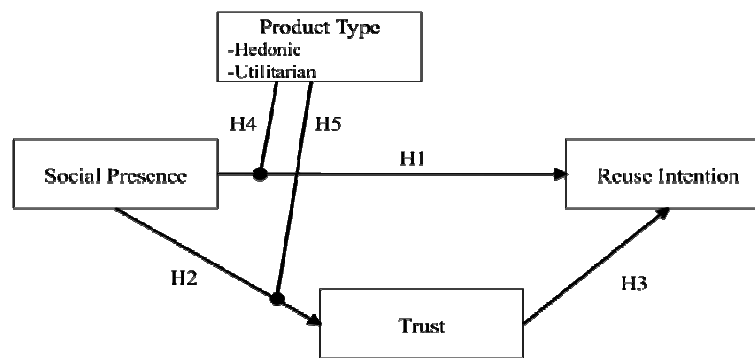 Product Type
-Hedonic
-Utilitarian
H4
H5
H1
Social Presence
Reuse Intention
H2
H3
Trust